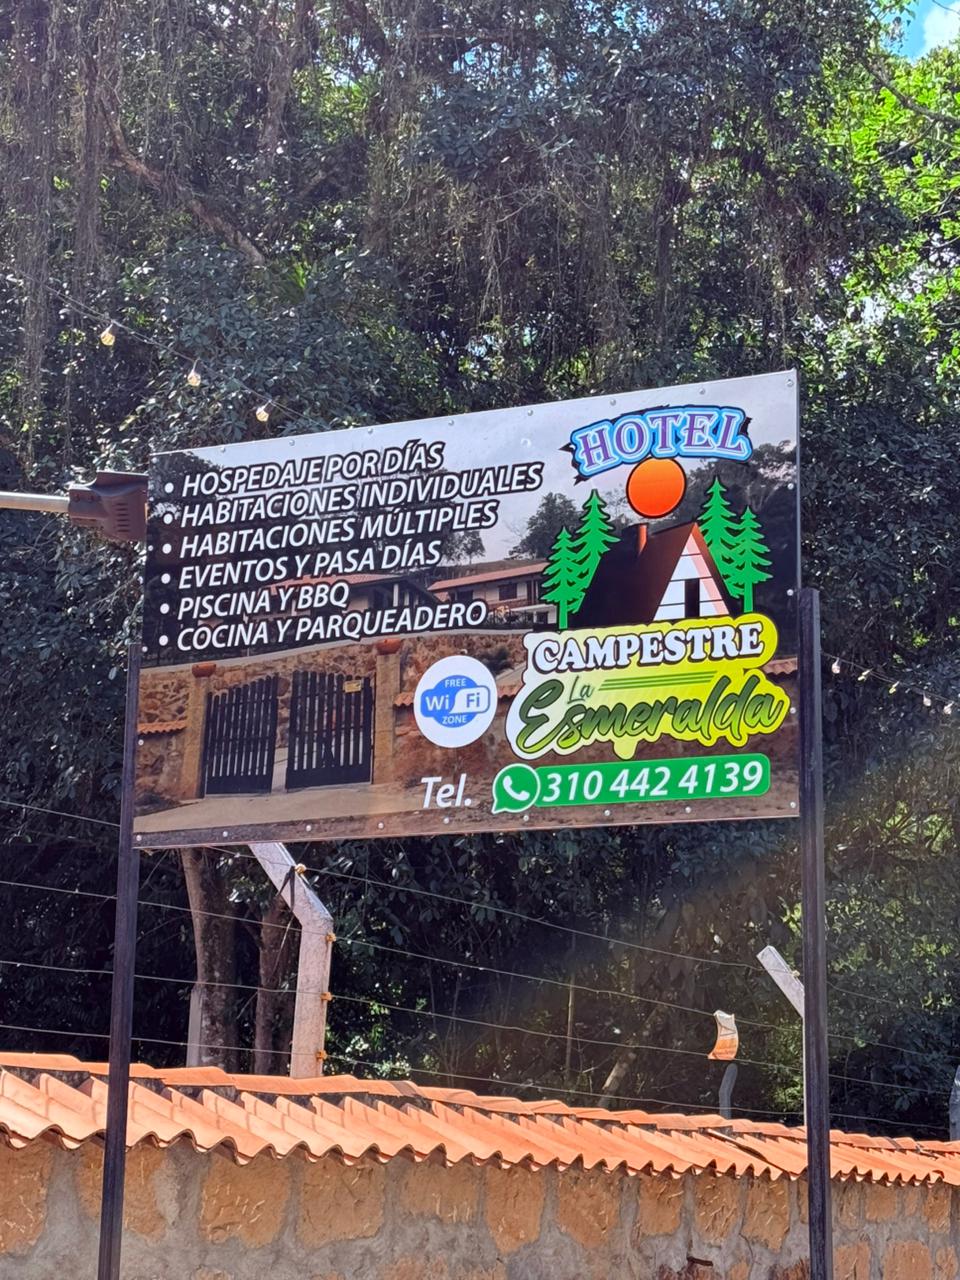 • HOSPEDAJE POR DÍAS
• HABITACIONES INDIVIDUALES
• HABITACIONES MÚLTIPLES
• EVENTOS Y PASA DÍAS
• PISCINA Y BBQ
• COCINA Y PARQUEADERO
HOTEL
CAMPESTRE
La
Esmeralda
FREE
Wi Fi
ZONE
Tel. 310 442 4139